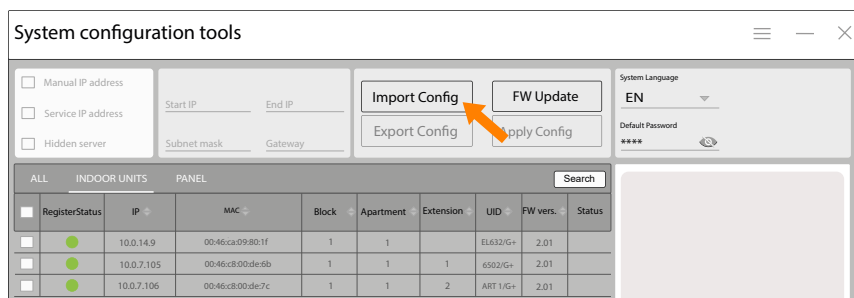 System configuration tools
Manual IP address
Service IP address
Hidden server
Start IP End IP
Subnet mask Gateway
Import Config FW Update
Export Config Apply Config
System Language
EN
Default Password
****
ALL INDOOR UNITS PANEL Search
RegisterStatus IP MAC Block Apartment Extension UID FW vers. Status
10.0.14.9 00:46:ca:09:80:1f 1 1 EL632/G+ 2.01
10.0.7.105 00:46:c8:00:de:6b 1 1 1 6502/G+ 2.01
10.0.7.106 00:46:c8:00:de:7c 1 1 2 ART 1/G+ 2.01